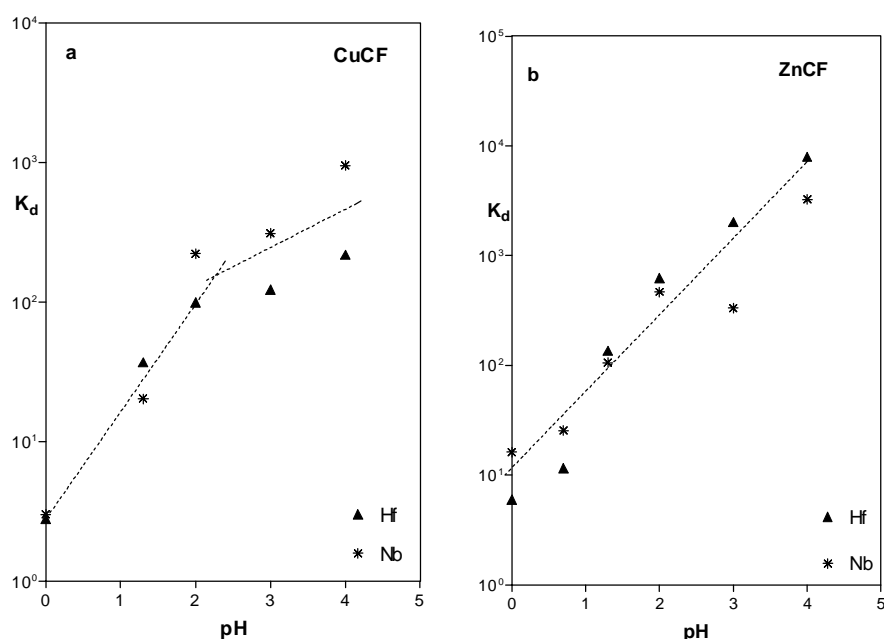 a
CuCF
10⁴
10³
K_d
10²
10¹
10⁰
0 1 2 3 4 5
pH
Hf
Nb
b
ZnCF
10⁵
10⁴
K_d
10³
10²
10¹
10⁰
0 1 2 3 4 5
pH
Hf
Nb